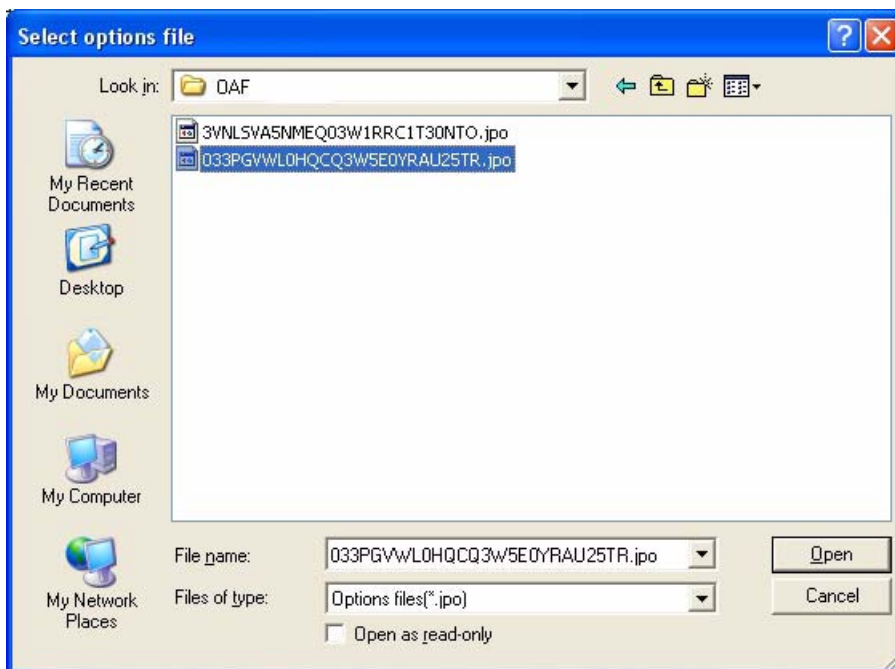 Select options file
Look in:
OAF
3VNLSVA5NMEQ03W1RRC1T30NTO.jpo
033PGVWL0HQCQ3W5E0YRAU25TR.jpo
My Recent
Documents
Desktop
My Documents
My Computer
My Network
Places
File name:
033PGVWL0HQCQ3W5E0YRAU25TR.jpo
Open
Files of type:
Options files(*.jpo)
Cancel
Open as read-only